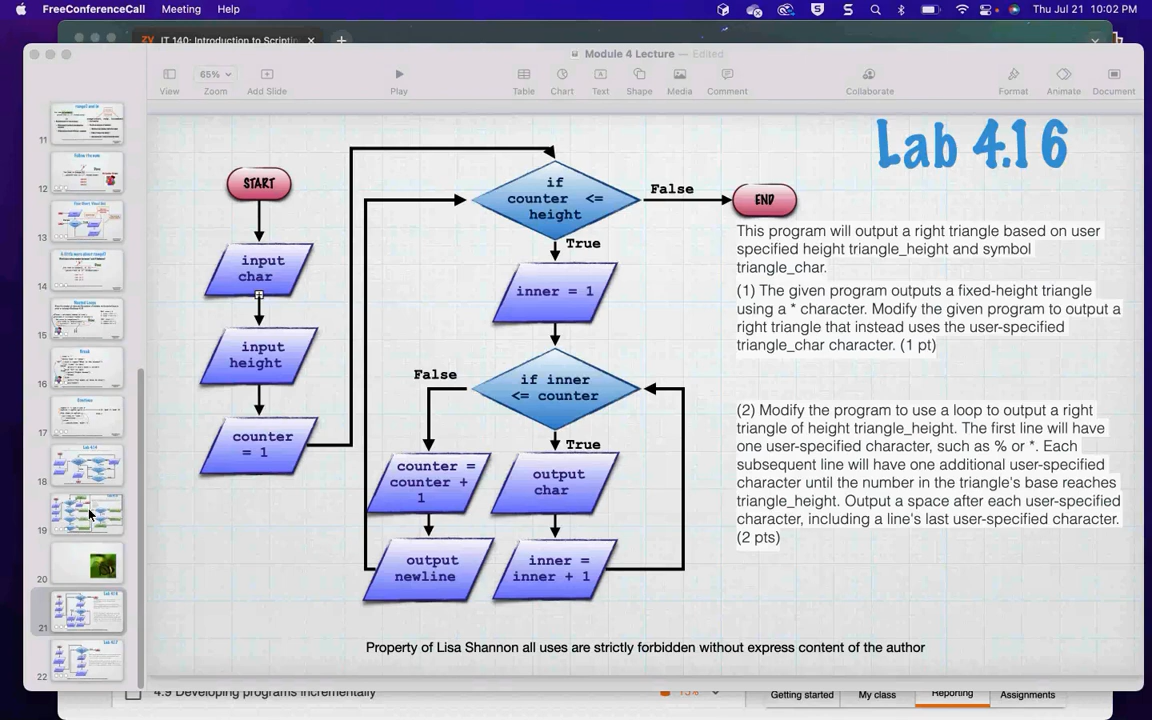 FreeConferenceCall Meeting Help
Thu Jul 21 10:02 PM
IT 140: Introduction to Scriptin
Module 4 Lecture — Edited
65%
View Zoom Add Slide Play Table Chart Text Shape Media Comment Collaborate Format Animate Document
11
12
13
14
15
16
17
18
19
20
21
22
Lab 4.16
START
input
char
input
height
counter
= 1
if
counter <=
height
False
END
True
inner = 1
if inner
<= counter
False
True
counter =
counter +
1
output
char
output
newline
inner =
inner + 1
This program will output a right triangle based on user
specified height triangle_height and symbol
triangle_char.
(1) The given program outputs a fixed-height triangle
using a * character. Modify the given program to output a
right triangle that instead uses the user-specified
triangle_char character. (1 pt)
(2) Modify the program to use a loop to output a right
triangle of height triangle_height. The first line will have
one user-specified character, such as % or *. Each
subsequent line will have one additional user-specified
character until the number in the triangle's base reaches
triangle_height. Output a space after each user-specified
character, including a line's last user-specified character.
(2 pts)
Property of Lisa Shannon all uses are strictly forbidden without express content of the author
4.9 Developing programs incrementally
Getting started My class Reporting Assignments